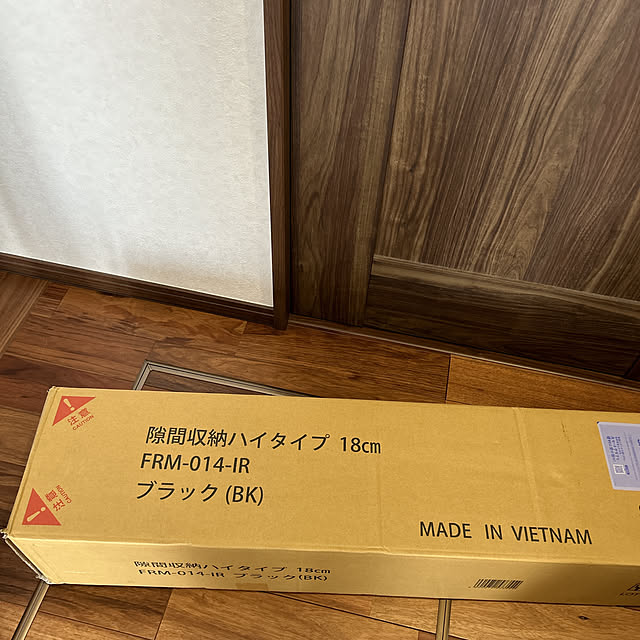 注意
CAUTION
隙間収納ハイタイプ 18㎝
FRM-014-IR
ブラック (BK)
注意
CAUTION
MADE IN VIETNAM
隙間収納ハイタイプ 18㎝
FRM-014-IR ブラック(BK)